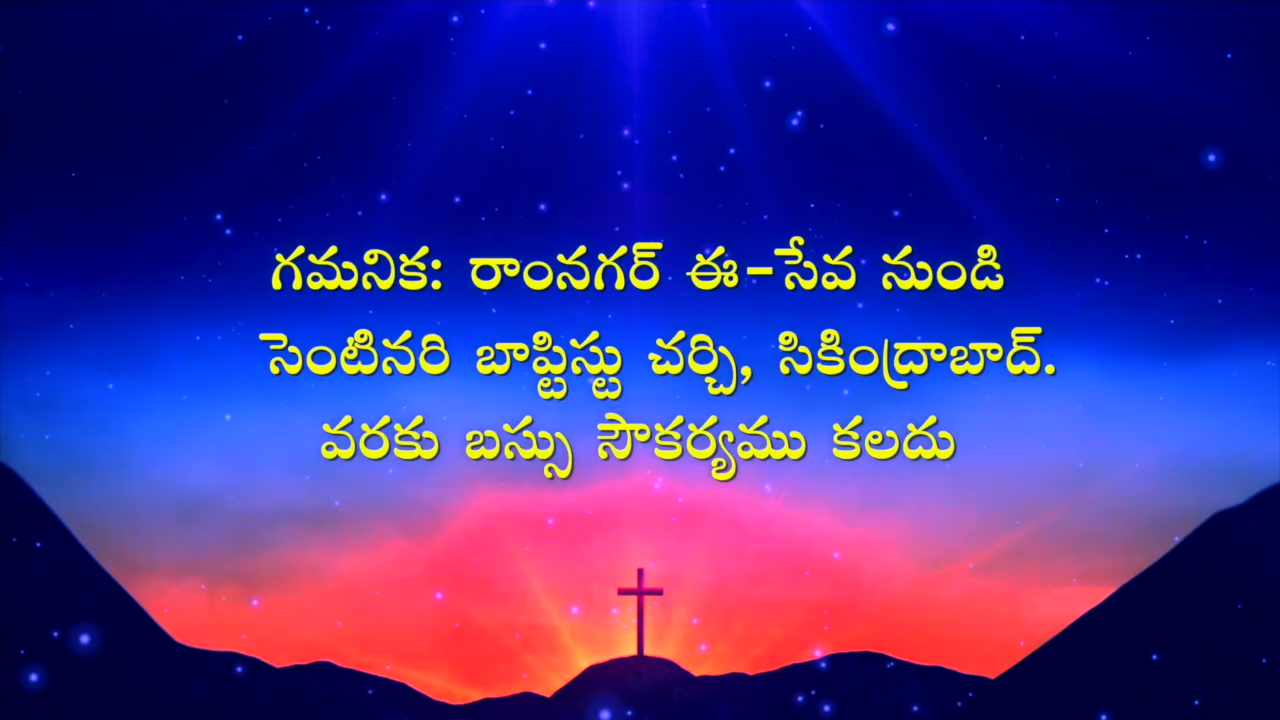 గమనిక: రాంనగర్ ఈ-సేవ నుండి
సెంటినరి బాప్టిస్టు చర్చి, సికింద్రాబాద్.
వరకు బస్సు సౌకర్యము కలదు